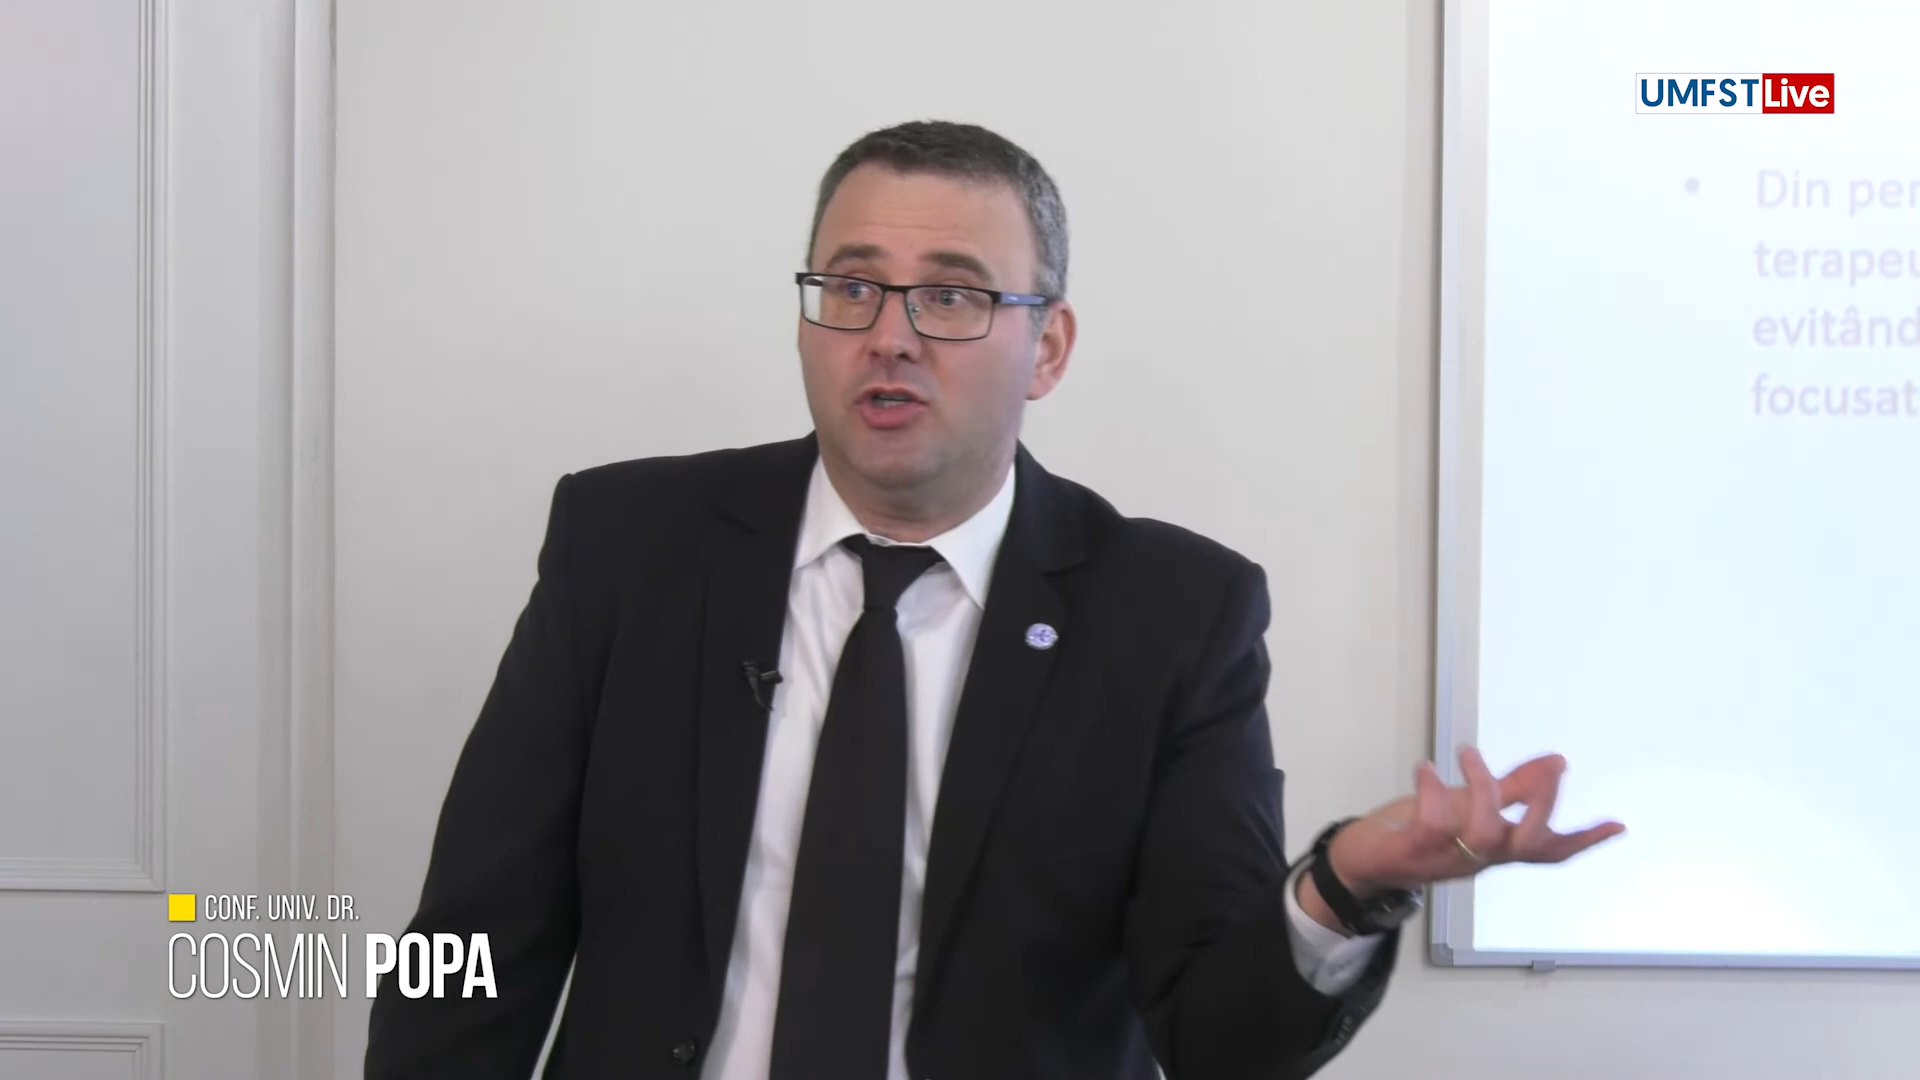 UMFST Live
• Din per
terapeu
evitând
focusat
CONF. UNIV. DR.
COSMIN POPA